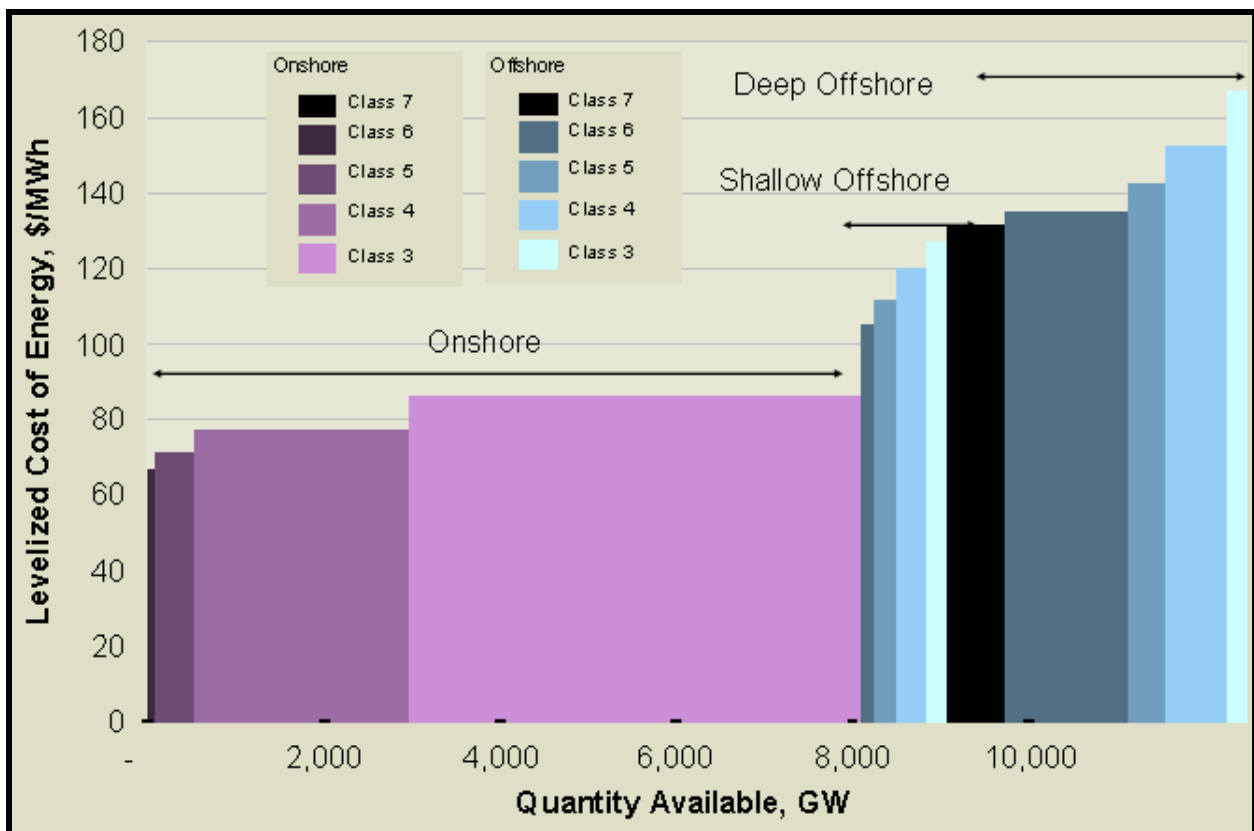 Levelized Cost of Energy, $/MWh
180
160
140
120
100
80
60
40
20
0
Onshore
Class 7
Class 6
Class 5
Class 4
Class 3
Offshore
Class 7
Class 6
Class 5
Class 4
Class 3
Deep Offshore
Shallow Offshore
Onshore
-
2,000
4,000
6,000
8,000
10,000
Quantity Available, GW